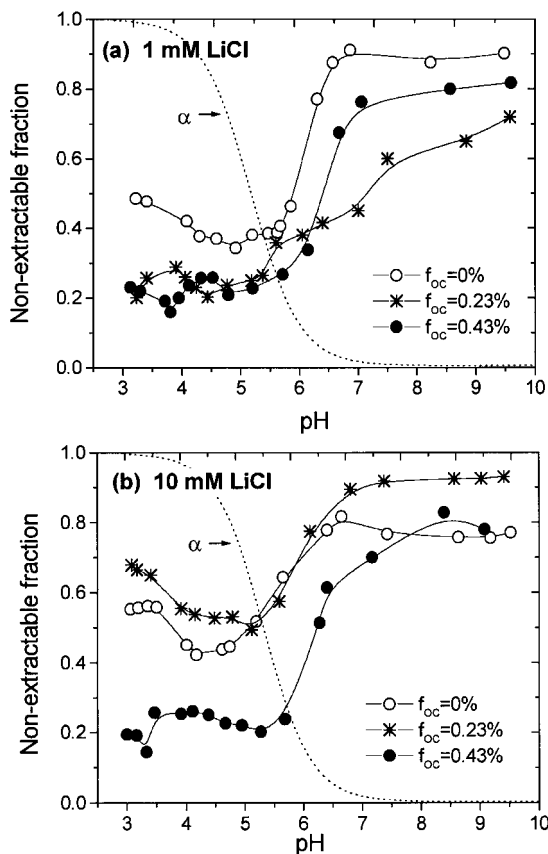 (a) 1 mM LiCl
α
Non-extractable fraction
1.0
0.8
0.6
0.4
0.2
0.0
f_oc=0%
f_oc=0.23%
f_oc=0.43%
3 4 5 6 7 8 9 10
pH
(b) 10 mM LiCl
α
Non-extractable fraction
1.0
0.8
0.6
0.4
0.2
0.0
f_oc=0%
f_oc=0.23%
f_oc=0.43%
3 4 5 6 7 8 9 10
pH